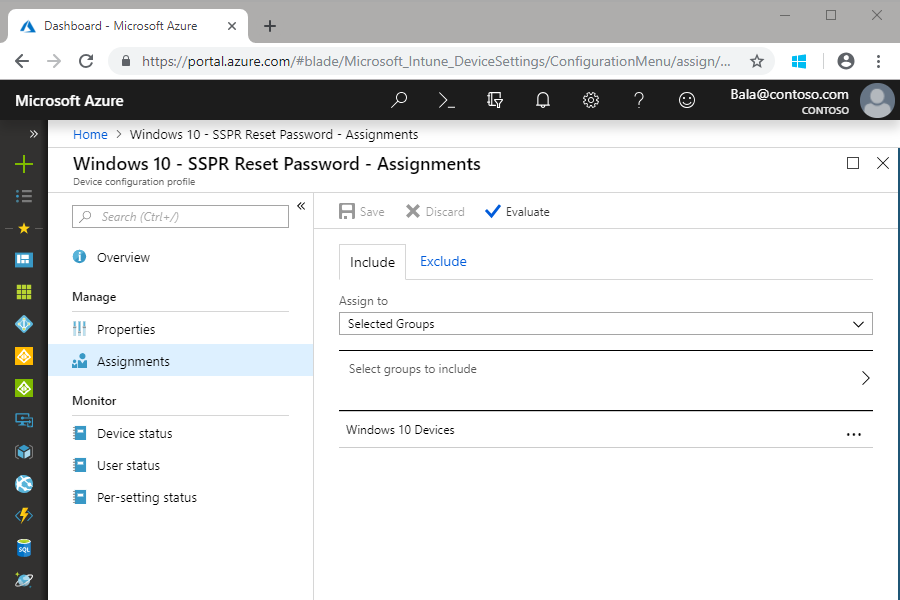 Dashboard - Microsoft Azure
https://portal.azure.com/#blade/Microsoft_Intune_DeviceSettings/ConfigurationMenu/assign/...
Microsoft Azure
Bala@contoso.com
CONTOSO
Home > Windows 10 - SSPR Reset Password - Assignments
Windows 10 - SSPR Reset Password - Assignments
Device configuration profile
Search (Ctrl+/)
Overview
Manage
Properties
Assignments
Monitor
Device status
User status
Per-setting status
Save Discard Evaluate
Include Exclude
Assign to
Selected Groups
Select groups to include
Windows 10 Devices
SQL